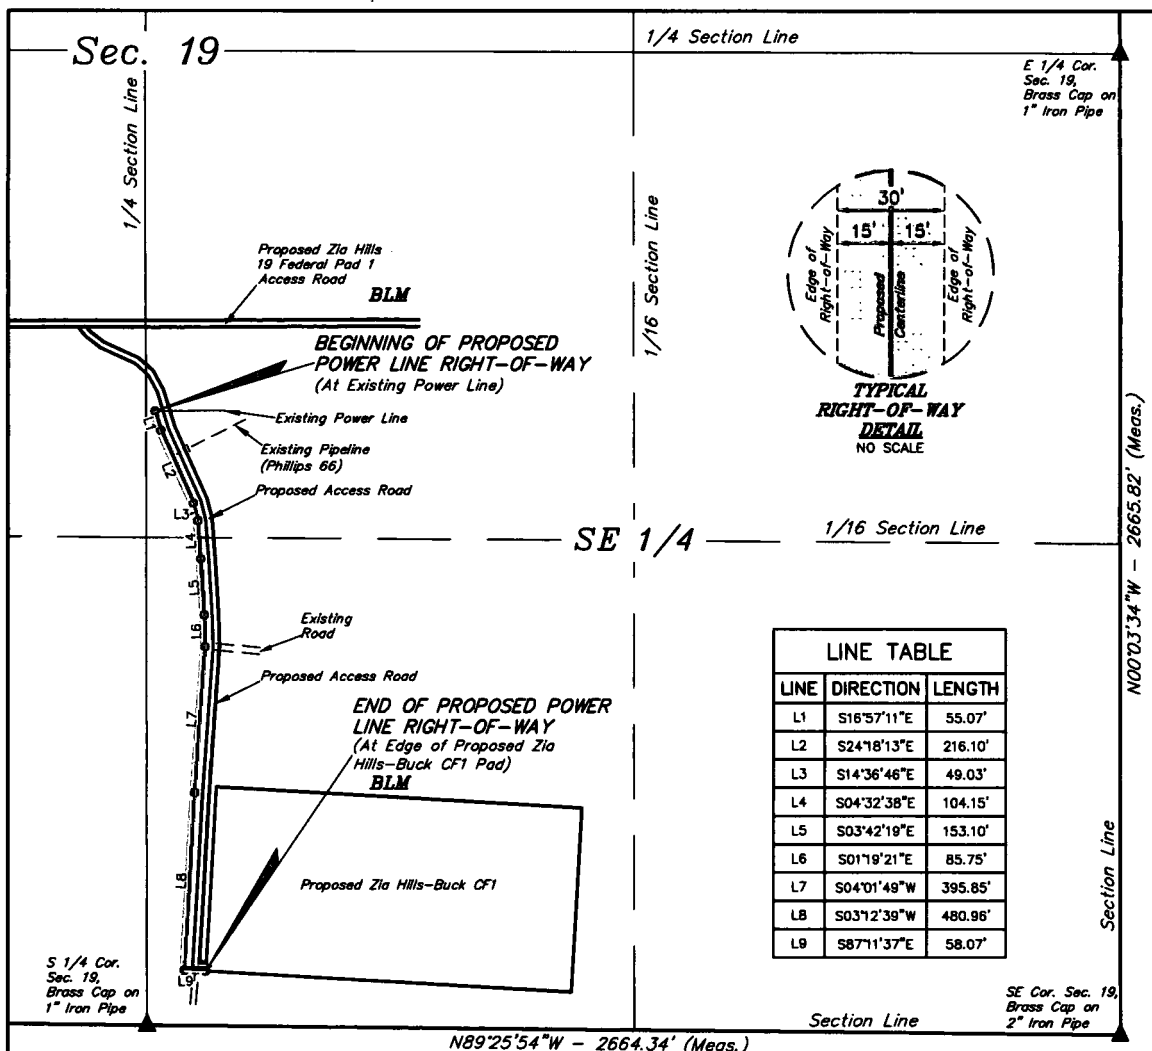 Sec. 19
1/4 Section Line
E 1/4 Cor.
Sec. 19,
Brass Cap on
1" Iron Pipe
1/4 Section Line
1/16 Section Line
30'
15' 15'
Edge of
Right-of-Way
Proposed
Centerline
Edge of
Right-of-Way
TYPICAL
RIGHT-OF-WAY
DETAIL
NO SCALE
Proposed Zia Hills
19 Federal Pad 1
Access Road
BLM
BEGINNING OF PROPOSED
POWER LINE RIGHT-OF-WAY
(At Existing Power Line)
Existing Power Line
Existing Pipeline
(Phillips 66)
Proposed Access Road
L1
L2
L3
L4
L5
L6
L7
L8
L9
SE 1/4
1/16 Section Line
N00°03'34"W - 2665.82' (Meas.)
Existing
Road
Proposed Access Road
END OF PROPOSED POWER
LINE RIGHT-OF-WAY
(At Edge of Proposed Zia
Hills-Buck CF1 Pad)
BLM
Proposed Zia Hills-Buck CF1
LINE TABLE
LINE DIRECTION LENGTH
L1 S16°57'11"E 55.07'
L2 S24°18'13"E 216.10'
L3 S14°36'46"E 49.03'
L4 S04°32'38"E 104.15'
L5 S03°42'19"E 153.10'
L6 S01°19'21"E 85.75'
L7 S04°01'49"W 395.85'
L8 S03°12'39"W 480.96'
L9 S87°11'37"E 58.07'
Section Line
S 1/4 Cor.
Sec. 19,
Brass Cap on
1" Iron Pipe
SE Cor. Sec. 19,
Brass Cap on
2" Iron Pipe
Section Line
N89°25'54"W - 2664.34' (Meas.)